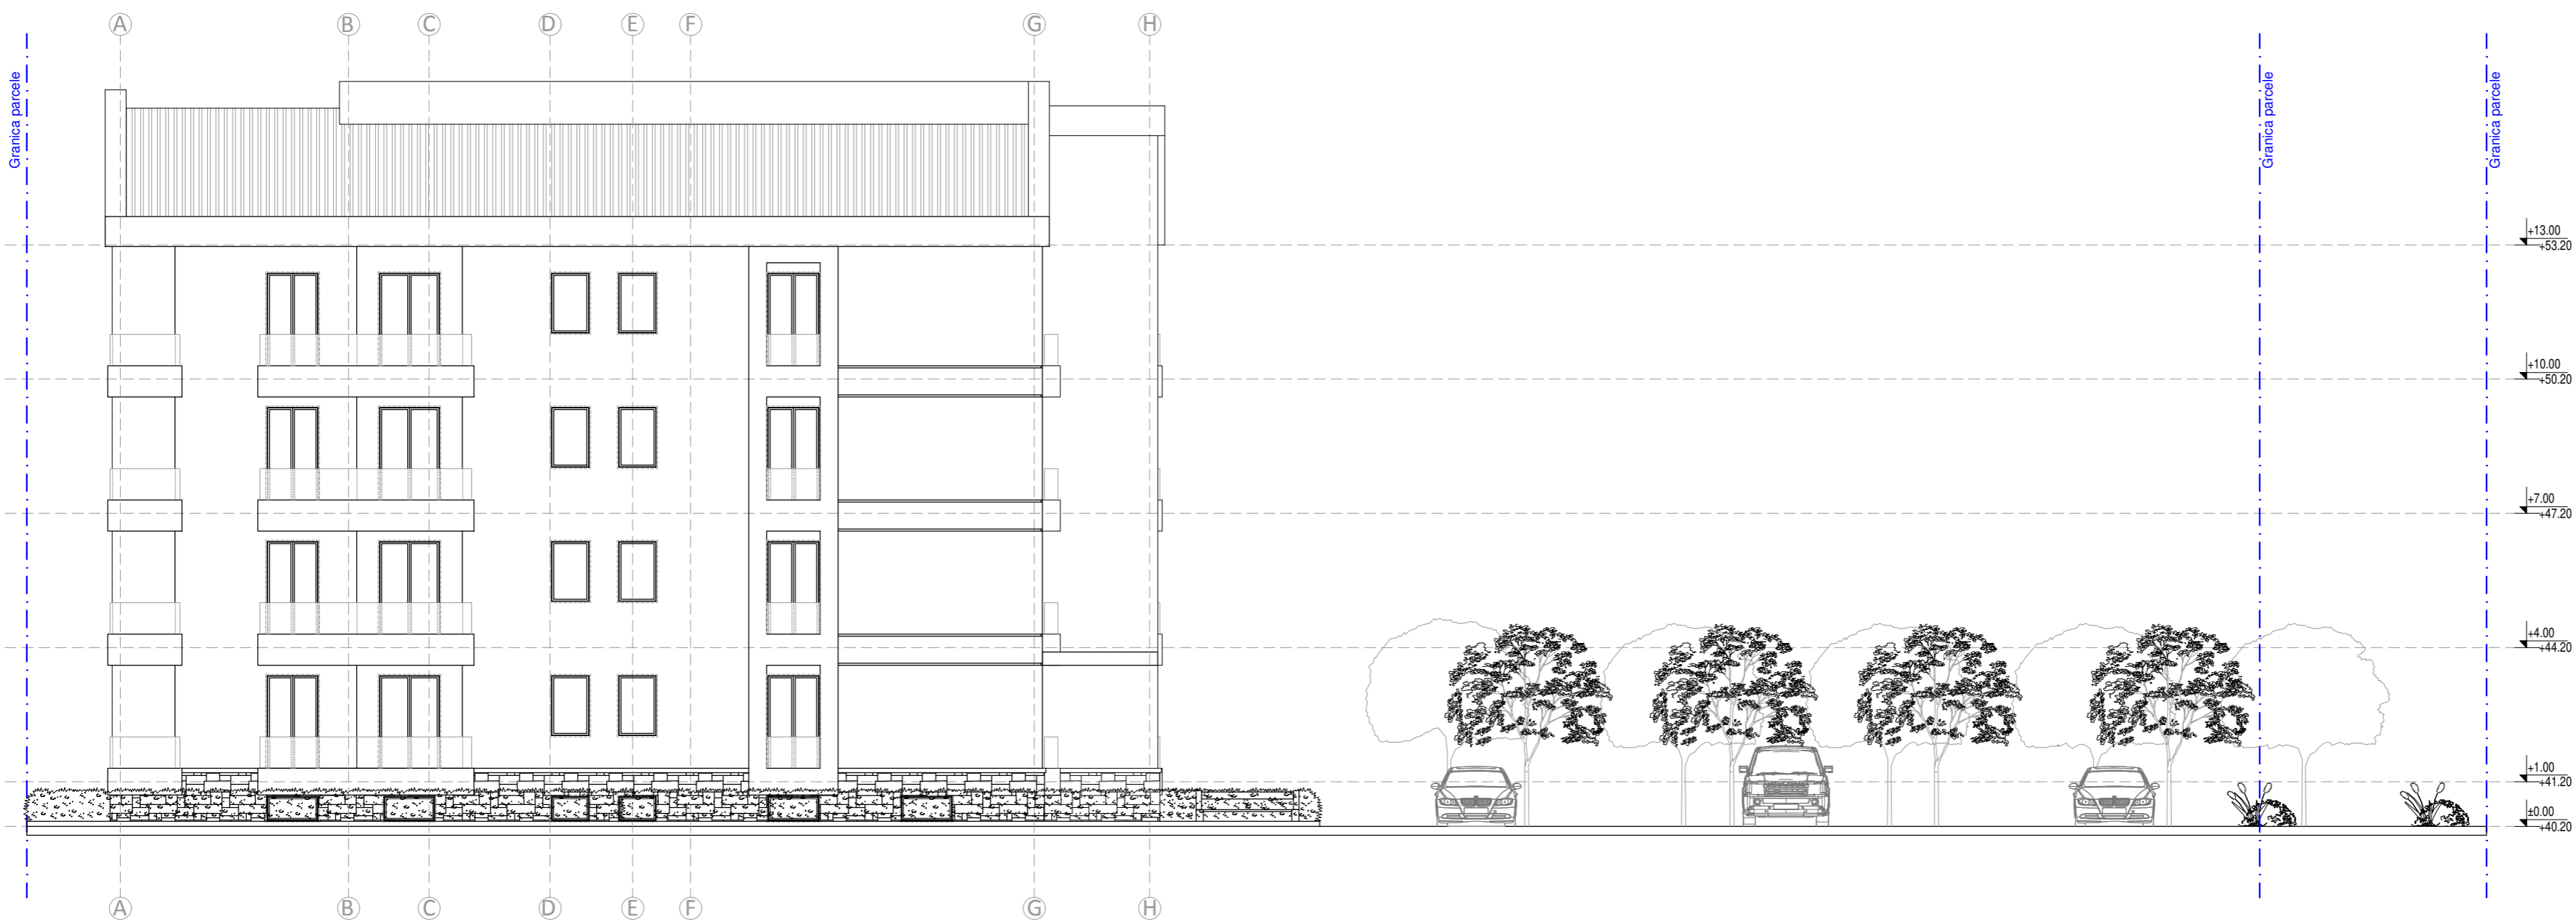 A B C D E F G H
Granica parcele
Granica parcele
Granica parcele
+13.00
+53.20
+10.00
+50.20
+7.00
+47.20
+4.00
+44.20
+1.00
+41.20
±0.00
+40.20
A B C D E F G H